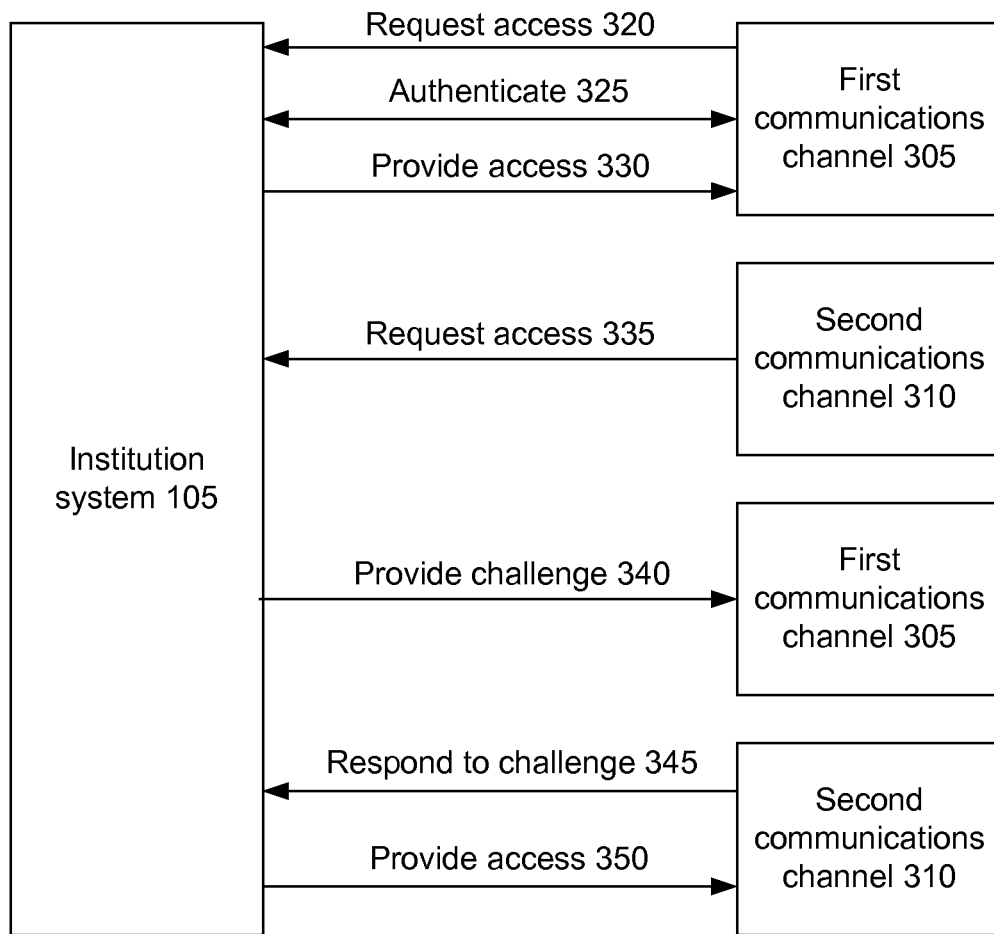 Request access 320
Authenticate 325
Provide access 330
First
communications
channel 305
Request access 335
Second
communications
channel 310
Institution
system 105
Provide challenge 340
First
communications
channel 305
Respond to challenge 345
Provide access 350
Second
communications
channel 310